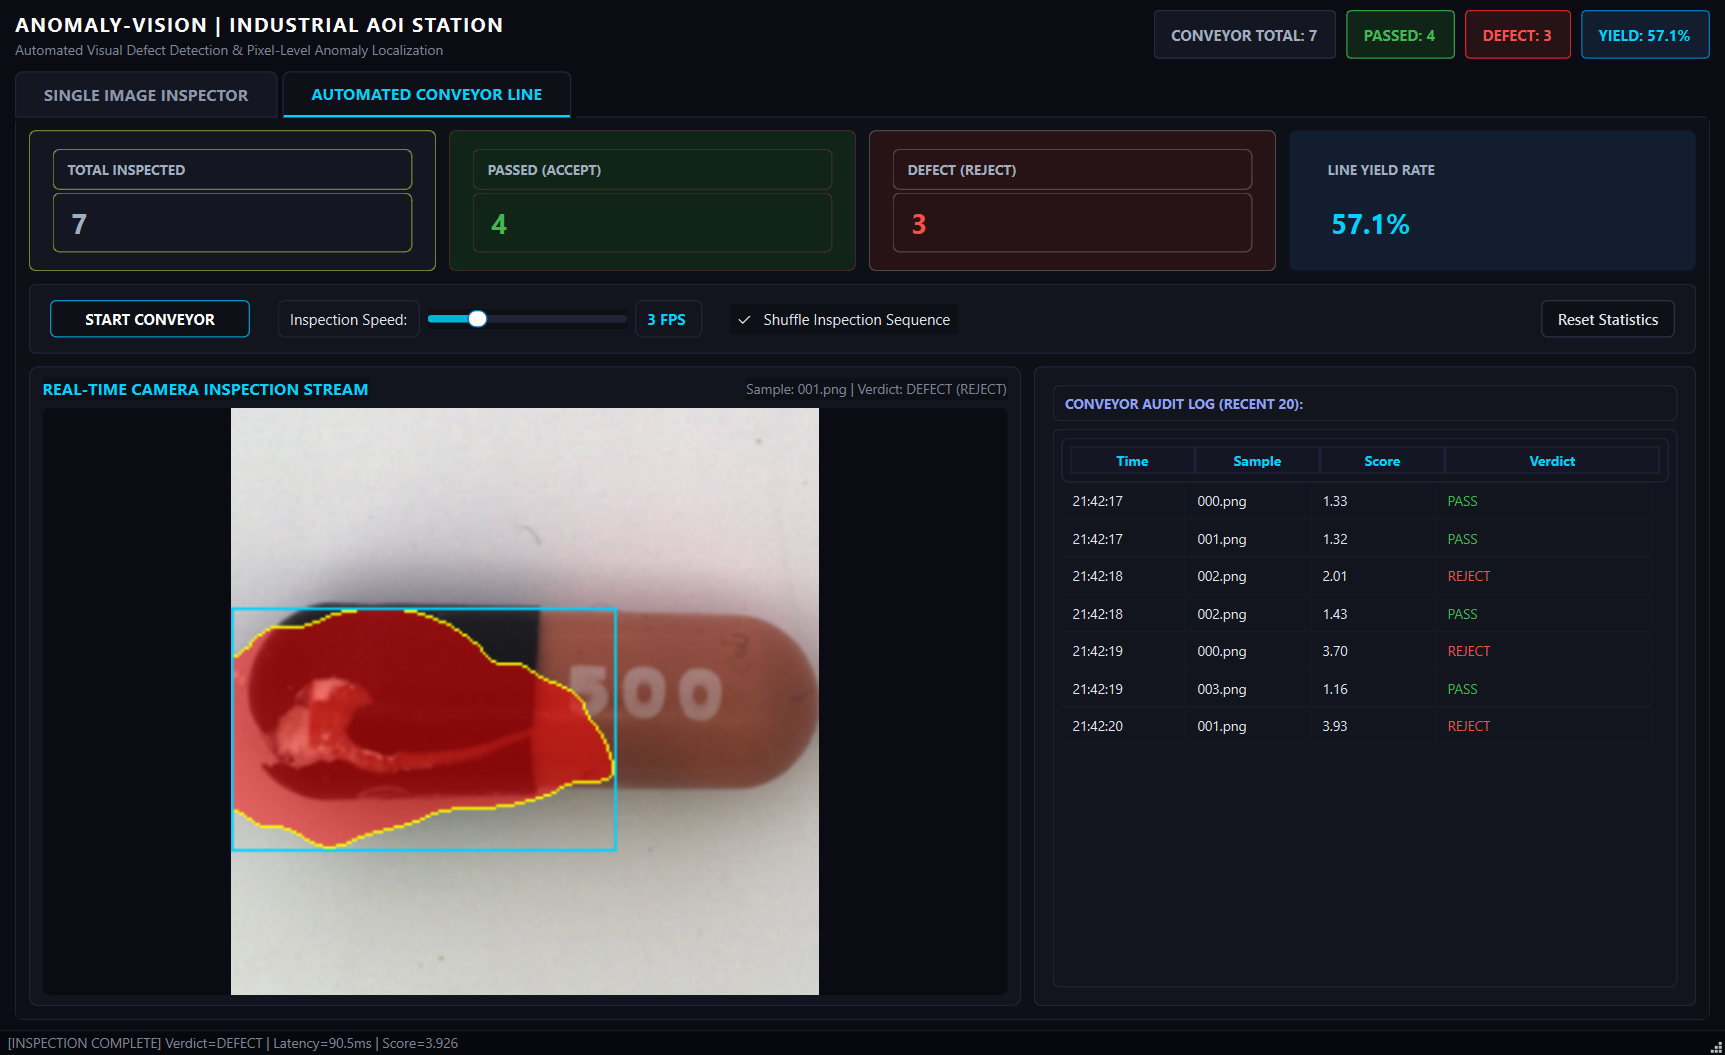 ANOMALY-VISION | INDUSTRIAL AOI STATION
Automated Visual Defect Detection & Pixel-Level Anomaly Localization
CONVEYOR TOTAL: 7
PASSED: 4
DEFECT: 3
YIELD: 57.1%
SINGLE IMAGE INSPECTOR
AUTOMATED CONVEYOR LINE
TOTAL INSPECTED
7
PASSED (ACCEPT)
4
DEFECT (REJECT)
3
LINE YIELD RATE
57.1%
START CONVEYOR
Inspection Speed:
3 FPS
Shuffle Inspection Sequence
Reset Statistics
REAL-TIME CAMERA INSPECTION STREAM
Sample: 001.png | Verdict: DEFECT (REJECT)
500
CONVEYOR AUDIT LOG (RECENT 20):
Time Sample Score Verdict
21:42:17 000.png 1.33 PASS
21:42:17 001.png 1.32 PASS
21:42:18 002.png 2.01 REJECT
21:42:18 002.png 1.43 PASS
21:42:19 000.png 3.70 REJECT
21:42:19 003.png 1.16 PASS
21:42:20 001.png 3.93 REJECT
[INSPECTION COMPLETE] Verdict=DEFECT | Latency=90.5ms | Score=3.926